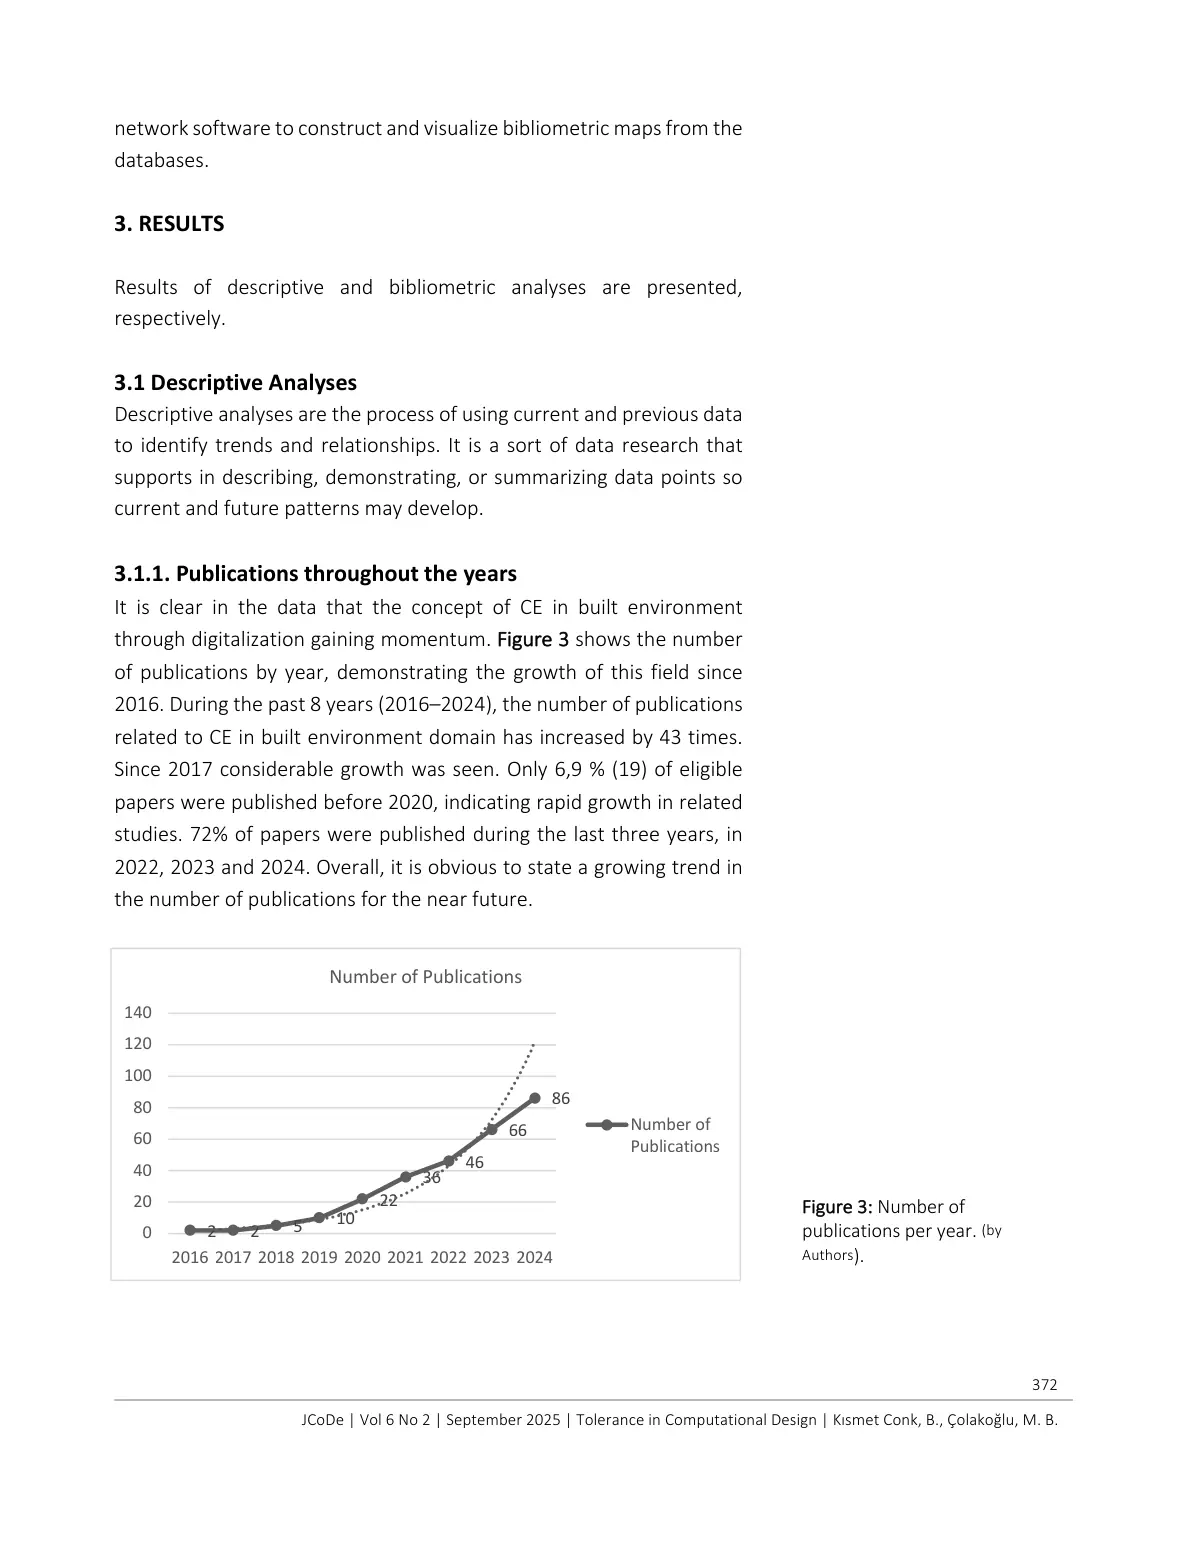 network software to construct and visualize bibliometric maps from the
databases.
3. RESULTS
Results of descriptive and bibliometric analyses are presented,
respectively.
3.1 Descriptive Analyses
Descriptive analyses are the process of using current and previous data
to identify trends and relationships. It is a sort of data research that
supports in describing, demonstrating, or summarizing data points so
current and future patterns may develop.
3.1.1. Publications throughout the years
It is clear in the data that the concept of CE in built environment
through digitalization gaining momentum. Figure 3 shows the number
of publications by year, demonstrating the growth of this field since
2016. During the past 8 years (2016–2024), the number of publications
related to CE in built environment domain has increased by 43 times.
Since 2017 considerable growth was seen. Only 6,9 % (19) of eligible
papers were published before 2020, indicating rapid growth in related
studies. 72% of papers were published during the last three years, in
2022, 2023 and 2024. Overall, it is obvious to state a growing trend in
the number of publications for the near future.
Number of Publications
140
120
100
80
60
40
20
0
2
2
5
10
22
36
46
66
86
2016 2017 2018 2019 2020 2021 2022 2023 2024
Number of
Publications
Figure 3: Number of
publications per year. (by
Authors).
372
JCoDe | Vol 6 No 2 | September 2025 | Tolerance in Computational Design | Kısmet Conk, B., Çolakoğlu, M. B.